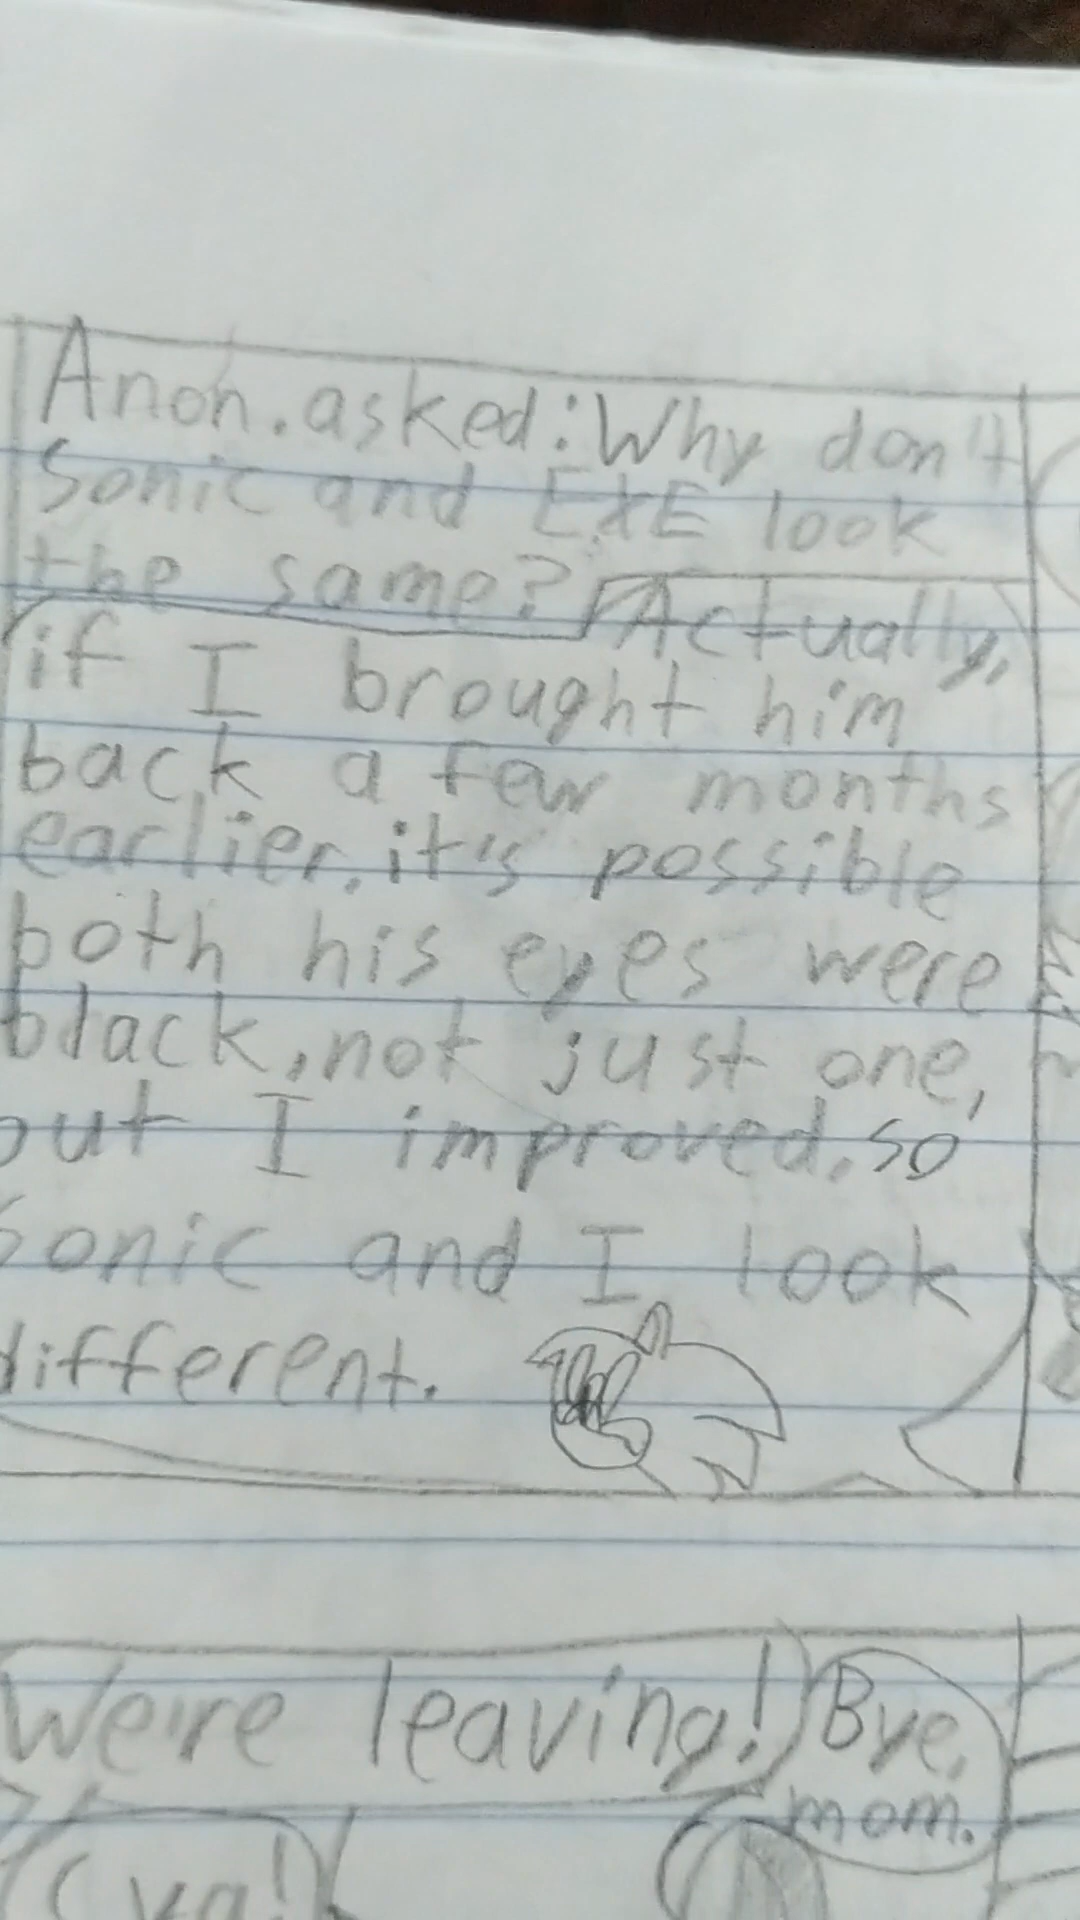 Anon. asked: Why don't
Sonic and EXE look
the same?
Actually,
if I brought him
back a few months
earlier, it's possible
both his eyes were
black, not just one,
but I improved, so
Sonic and I look
different.
We're leaving!
Bye,
mom.
C ya!